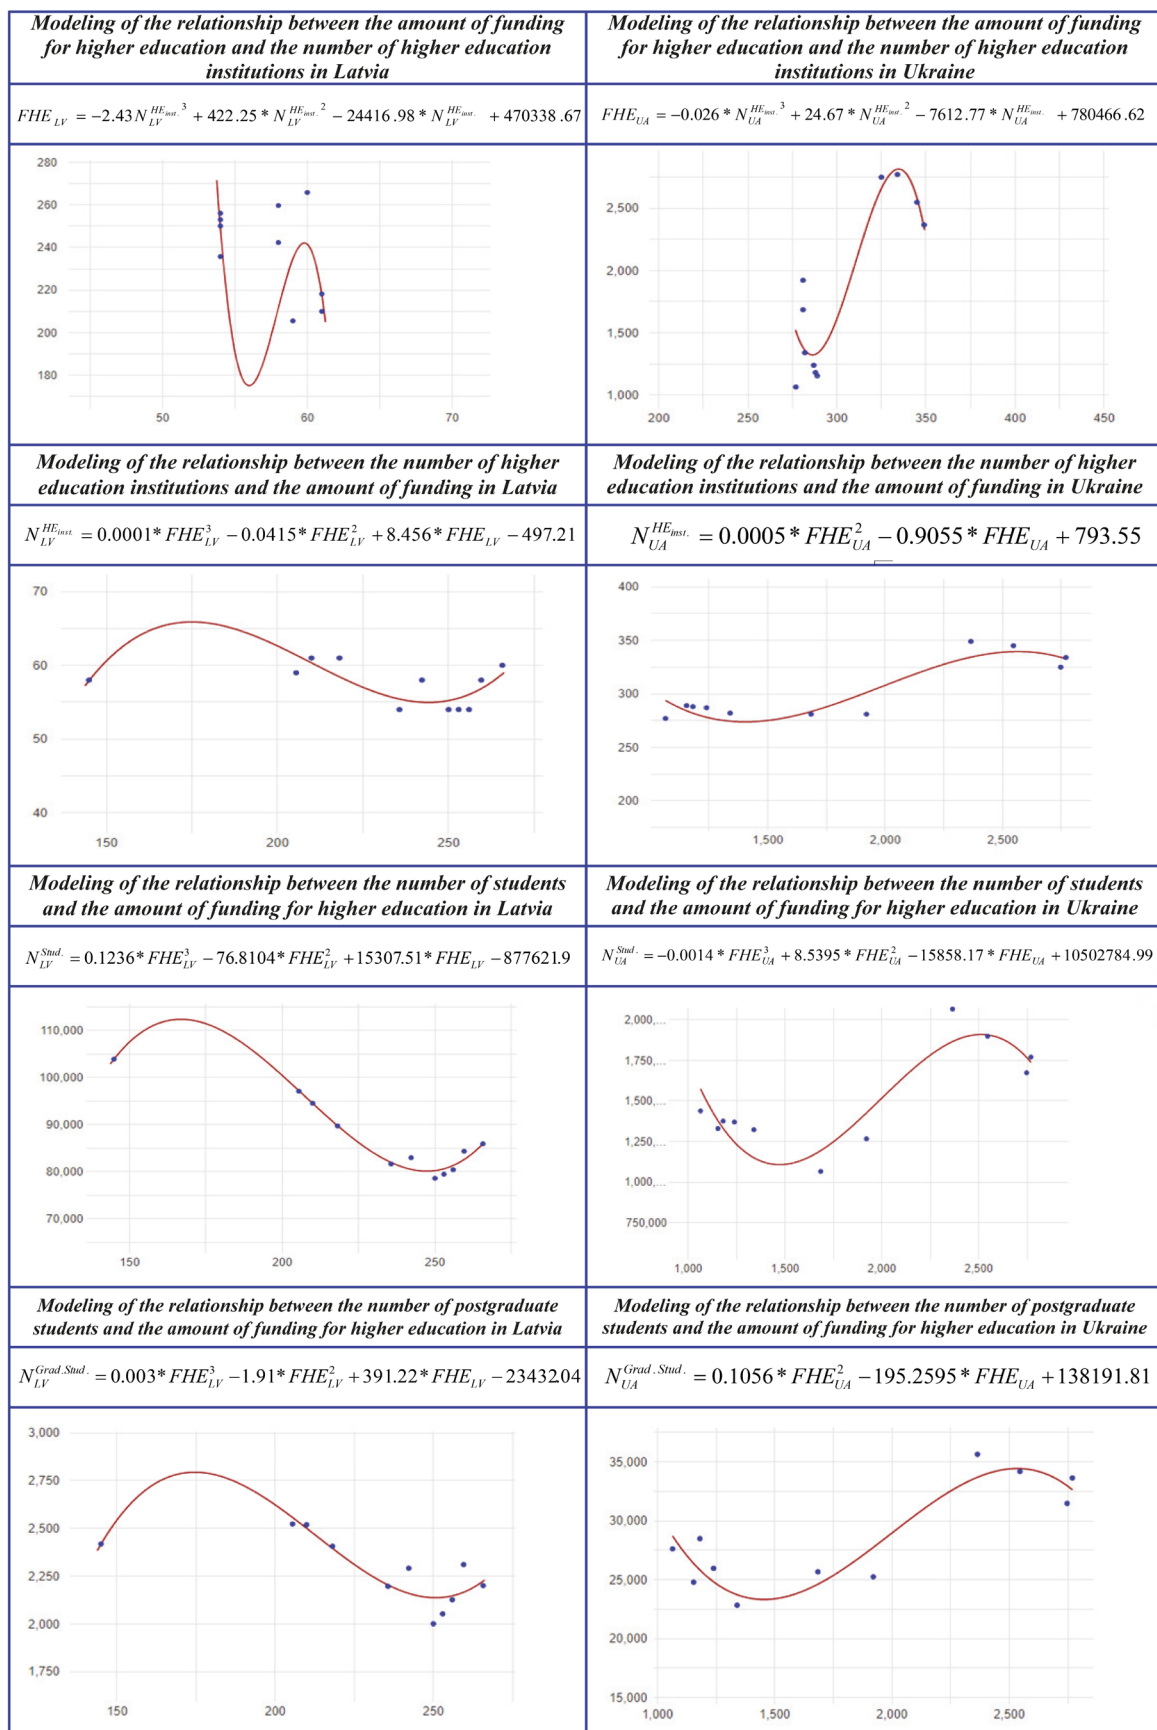 Modeling of the relationship between the amount of funding
for higher education and the number of higher education
institutions in Latvia
Modeling of the relationship between the amount of funding
for higher education and the number of higher education
institutions in Ukraine
FHE_LV = −2.43 N_LV^{HE_{inst.} 3} + 422.25 * N_LV^{HE_{inst.} 2} − 24416.98 * N_LV^{HE_{inst.}} + 470338.67
FHE_UA = −0.026 * N_UA^{HE_{inst.} 3} + 24.67 * N_UA^{HE_{inst.} 2} − 7612.77 * N_UA^{HE_{inst.}} + 780466.62
280
260
240
220
200
180
50 60 70
2,500
2,000
1,500
1,000
200 250 300 350 400 450
Modeling of the relationship between the number of higher
education institutions and the amount of funding in Latvia
Modeling of the relationship between the number of higher
education institutions and the amount of funding in Ukraine
N_LV^{HE_{inst.}} = 0.0001* FHE_LV^3 − 0.0415* FHE_LV^2 + 8.456* FHE_LV − 497.21
N_UA^{HE_{inst.}} = 0.0005* FHE_UA^2 − 0.9055* FHE_UA + 793.55
70
60
50
40
150 200 250
400
350
300
250
200
1,500 2,000 2,500
Modeling of the relationship between the number of students
and the amount of funding for higher education in Latvia
Modeling of the relationship between the number of students
and the amount of funding for higher education in Ukraine
N_LV^{Stud.} = 0.1236* FHE_LV^3 − 76.8104* FHE_LV^2 +15307.51* FHE_LV − 877621.9
N_UA^{Stud.} = −0.0014 * FHE_UA^3 + 8.5395* FHE_UA^2 −15858.17* FHE_UA +10502784.99
110,000
100,000
90,000
80,000
70,000
150 200 250
2,000,...
1,750,...
1,500,...
1,250,...
1,000,...
750,000
1,000 1,500 2,000 2,500
Modeling of the relationship between the number of postgraduate
students and the amount of funding for higher education in Latvia
Modeling of the relationship between the number of postgraduate
students and the amount of funding for higher education in Ukraine
N_LV^{Grad.Stud.} = 0.003* FHE_LV^3 −1.91* FHE_LV^2 +391.22* FHE_LV −23432.04
N_UA^{Grad.Stud.} = 0.1056* FHE_UA^2 −195.2595* FHE_UA +138191.81
3,000
2,750
2,500
2,250
2,000
1,750
150 200 250
35,000
30,000
25,000
20,000
15,000
1,000 1,500 2,000 2,500